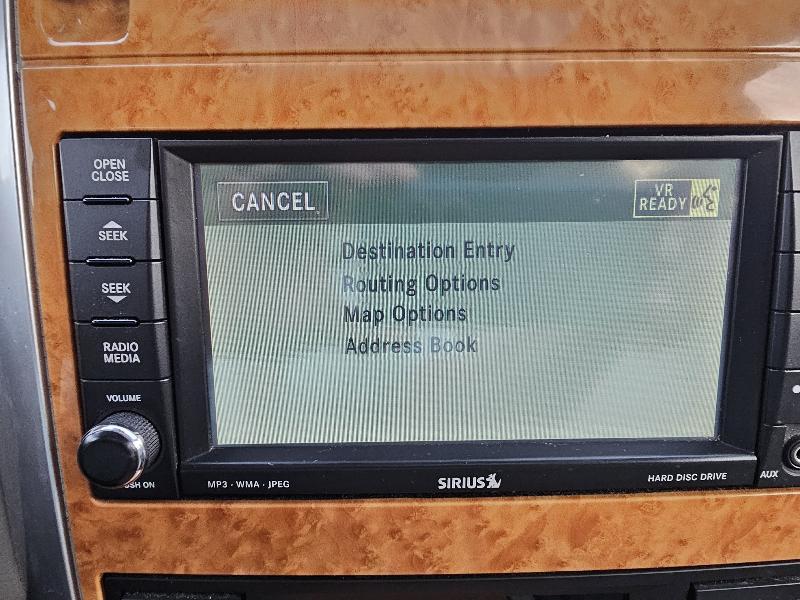 OPEN
CLOSE
SEEK
SEEK
RADIO
MEDIA
VOLUME
CANCEL
VR
READY
Destination Entry
Routing Options
Map Options
Address Book
MP3 · WMA · JPEG
SIRIUS
HARD DISC DRIVE
AUX